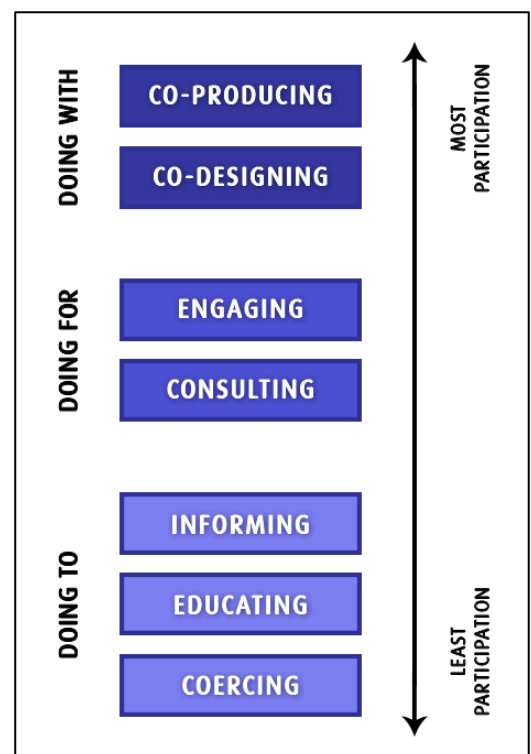 DOING WITH
CO-PRODUCING
CO-DESIGNING
MOST
PARTICIPATION
DOING FOR
ENGAGING
CONSULTING
DOING TO
INFORMING
EDUCATING
COERCING
LEAST
PARTICIPATION